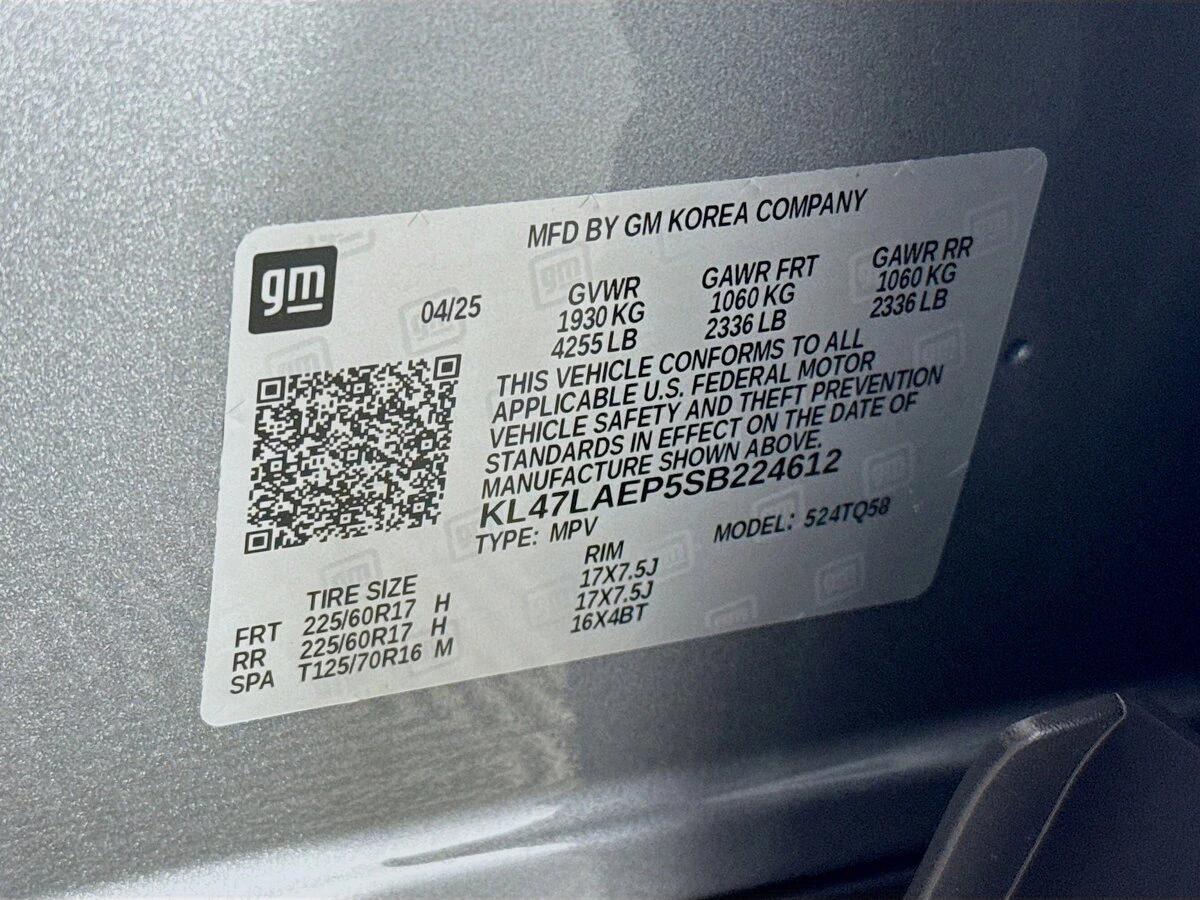 MFD BY GM KOREA COMPANY
gm
04/25
GVWR GAWR FRT GAWR RR
1930 KG 1060 KG 1060 KG
4255 LB 2336 LB 2336 LB
THIS VEHICLE CONFORMS TO ALL
APPLICABLE U.S. FEDERAL MOTOR
VEHICLE SAFETY AND THEFT PREVENTION
STANDARDS IN EFFECT ON THE DATE OF
MANUFACTURE SHOWN ABOVE.
KL47LAEP5SB224612
TYPE: MPV MODEL: 524TQ58
TIRE SIZE RIM
FRT 225/60R17 H 17X7.5J
RR 225/60R17 H 17X7.5J
SPA T125/70R16 M 16X4BT